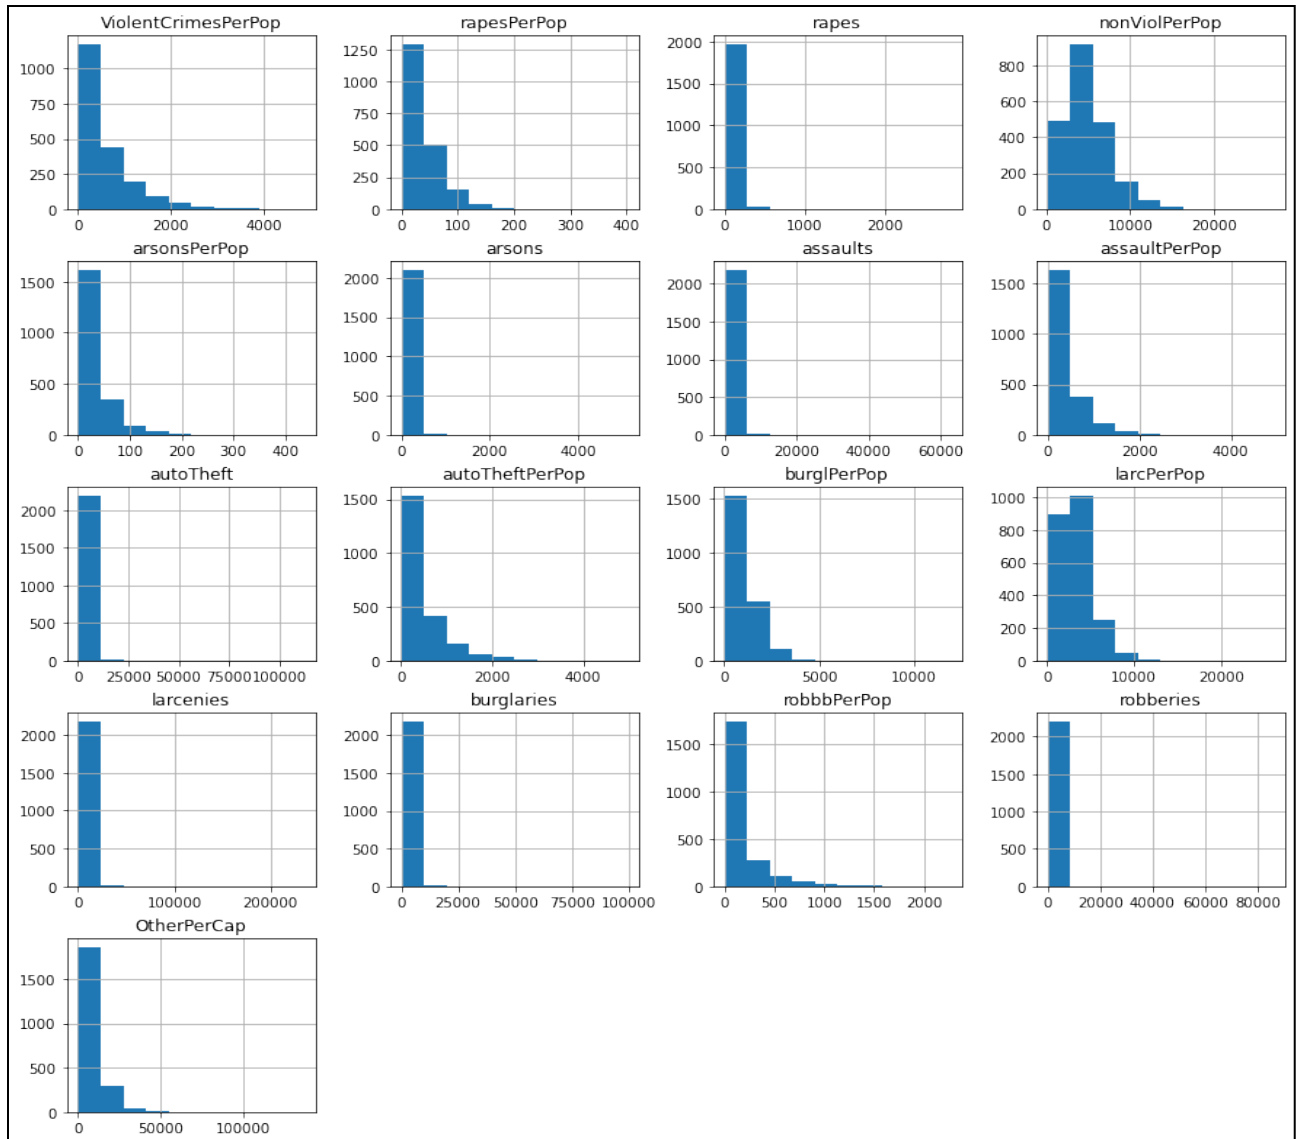 ViolentCrimesPerPop rapesPerPop rapes nonViolPerPop
1000 750 500 250 0
0 2000 4000
1250 1000 750 500 250 0
0 100 200 300 400
2000 1500 1000 500 0
0 1000 2000
800 600 400 200 0
0 10000 20000
arsonsPerPop arsons assaults assaultPerPop
1500 1000 500 0
0 100 200 300 400
2000 1500 1000 500 0
0 2000 4000
2000 1500 1000 500 0
0 20000 40000 60000
1500 1000 500 0
0 2000 4000
autoTheft autoTheftPerPop burglPerPop larcPerPop
2000 1500 1000 500 0
0 25000 50000 75000 100000
1500 1000 500 0
0 2000 4000
1500 1000 500 0
0 5000 10000
1000 800 600 400 200 0
0 10000 20000
larcenies burglaries robbbPerPop robberies
2000 1500 1000 500 0
0 100000 200000
2000 1500 1000 500 0
0 25000 50000 75000 100000
1500 1000 500 0
0 500 1000 1500 2000
2000 1500 1000 500 0
0 20000 40000 60000 80000
OtherPerCap
1500 1000 500 0
0 50000 100000